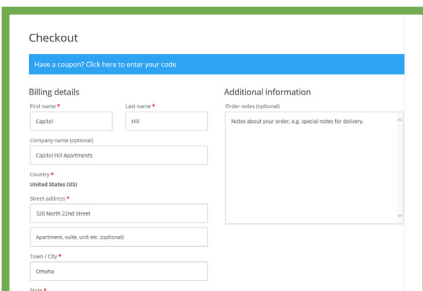 Checkout
Have a coupon? Click here to enter your code
Billing details
First name *
Last name *
Capitol
Hill
Company name (optional)
Capitol Hill Apartments
Country *
United States (US)
Street address *
320 North 22nd Street
Apartment, suite, unit etc. (optional)
Town / City *
Omaha
State *
Additional information
Order notes (optional)
Notes about your order, e.g. special notes for delivery.